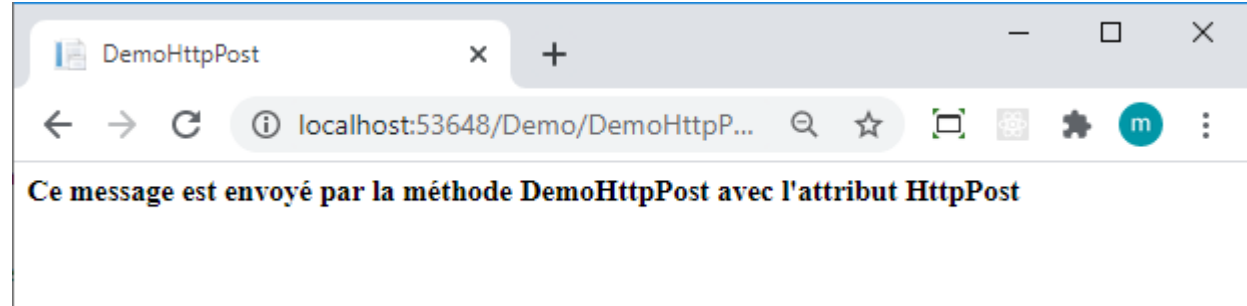 DemoHttpPost
localhost:53648/Demo/DemoHttpP...
m
Ce message est envoyé par la méthode DemoHttpPost avec l'attribut HttpPost